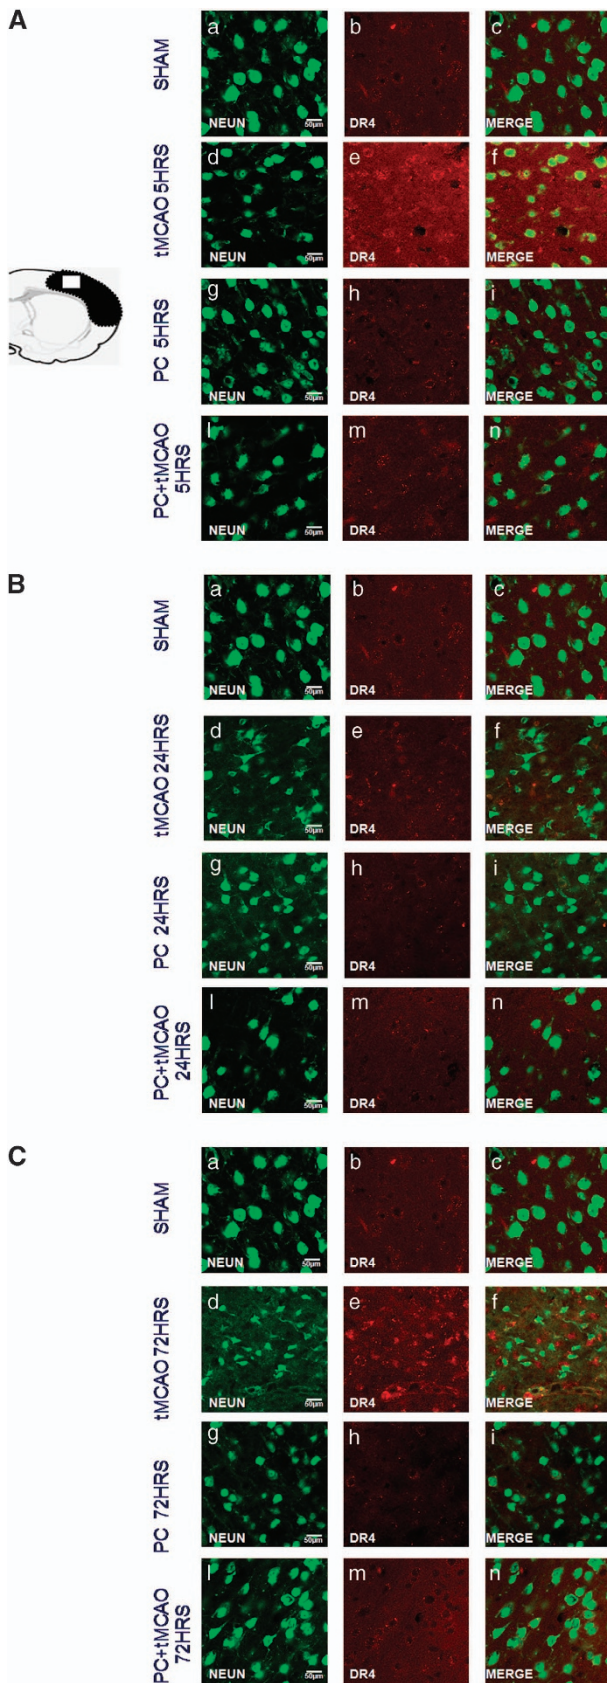 A
SHAM
a
NEUN
50µm
b
DR4
c
MERGE
tMCAO 5HRS
d
NEUN
50µm
e
DR4
f
MERGE
PC 5HRS
g
NEUN
50µm
h
DR4
i
MERGE
PC+tMCAO
5HRS
l
NEUN
50µm
m
DR4
n
MERGE
B
SHAM
a
NEUN
50µm
b
DR4
c
MERGE
tMCAO 24HRS
d
NEUN
50µm
e
DR4
f
MERGE
PC 24HRS
g
NEUN
50µm
h
DR4
i
MERGE
PC+tMCAO
24HRS
l
NEUN
50µm
m
DR4
n
MERGE
C
SHAM
a
NEUN
50µm
b
DR4
c
MERGE
tMCAO 72HRS
d
NEUN
50µm
e
DR4
f
MERGE
PC 72HRS
g
NEUN
50µm
h
DR4
i
MERGE
PC+tMCAO
72HRS
l
NEUN
50µm
m
DR4
n
MERGE